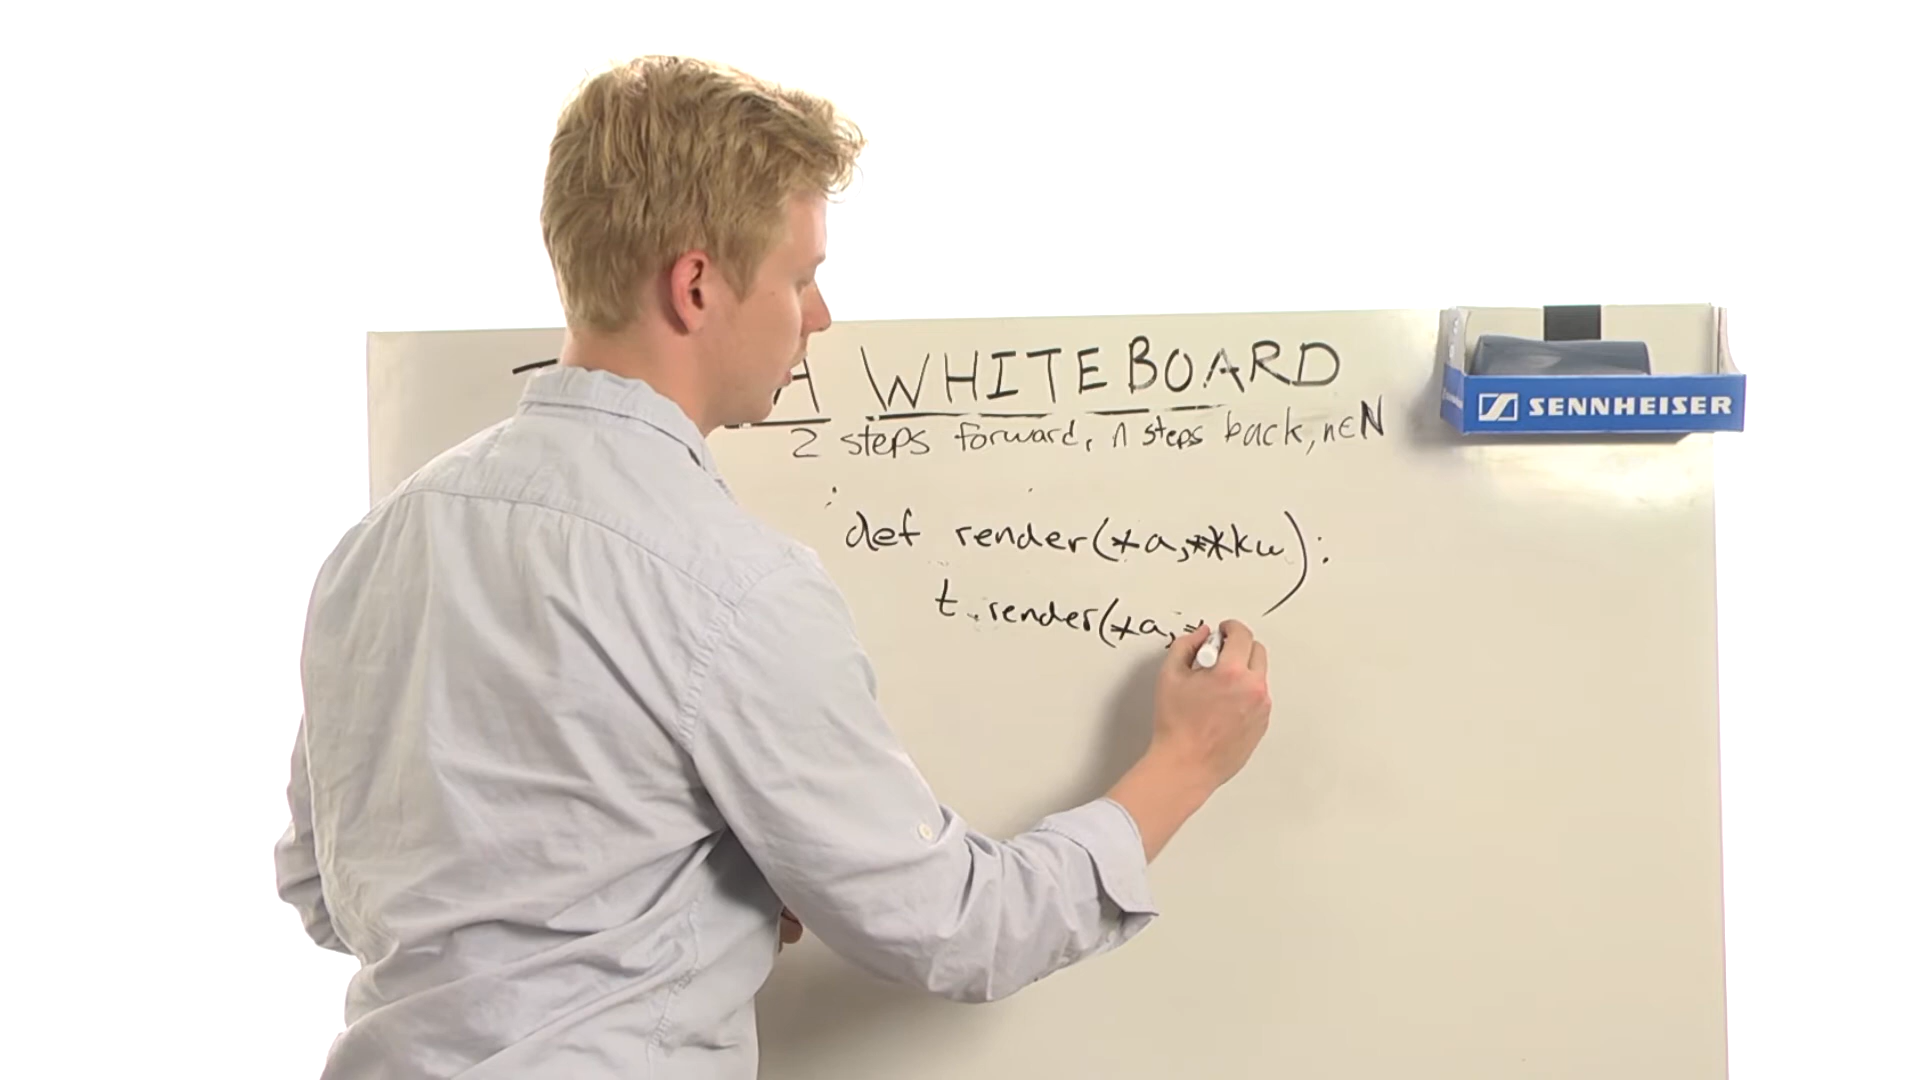 A WHITEBOARD
2 steps forward, n steps back, n∈N
def render(*a,**kw):
t.render(*a,*
SENNHEISER